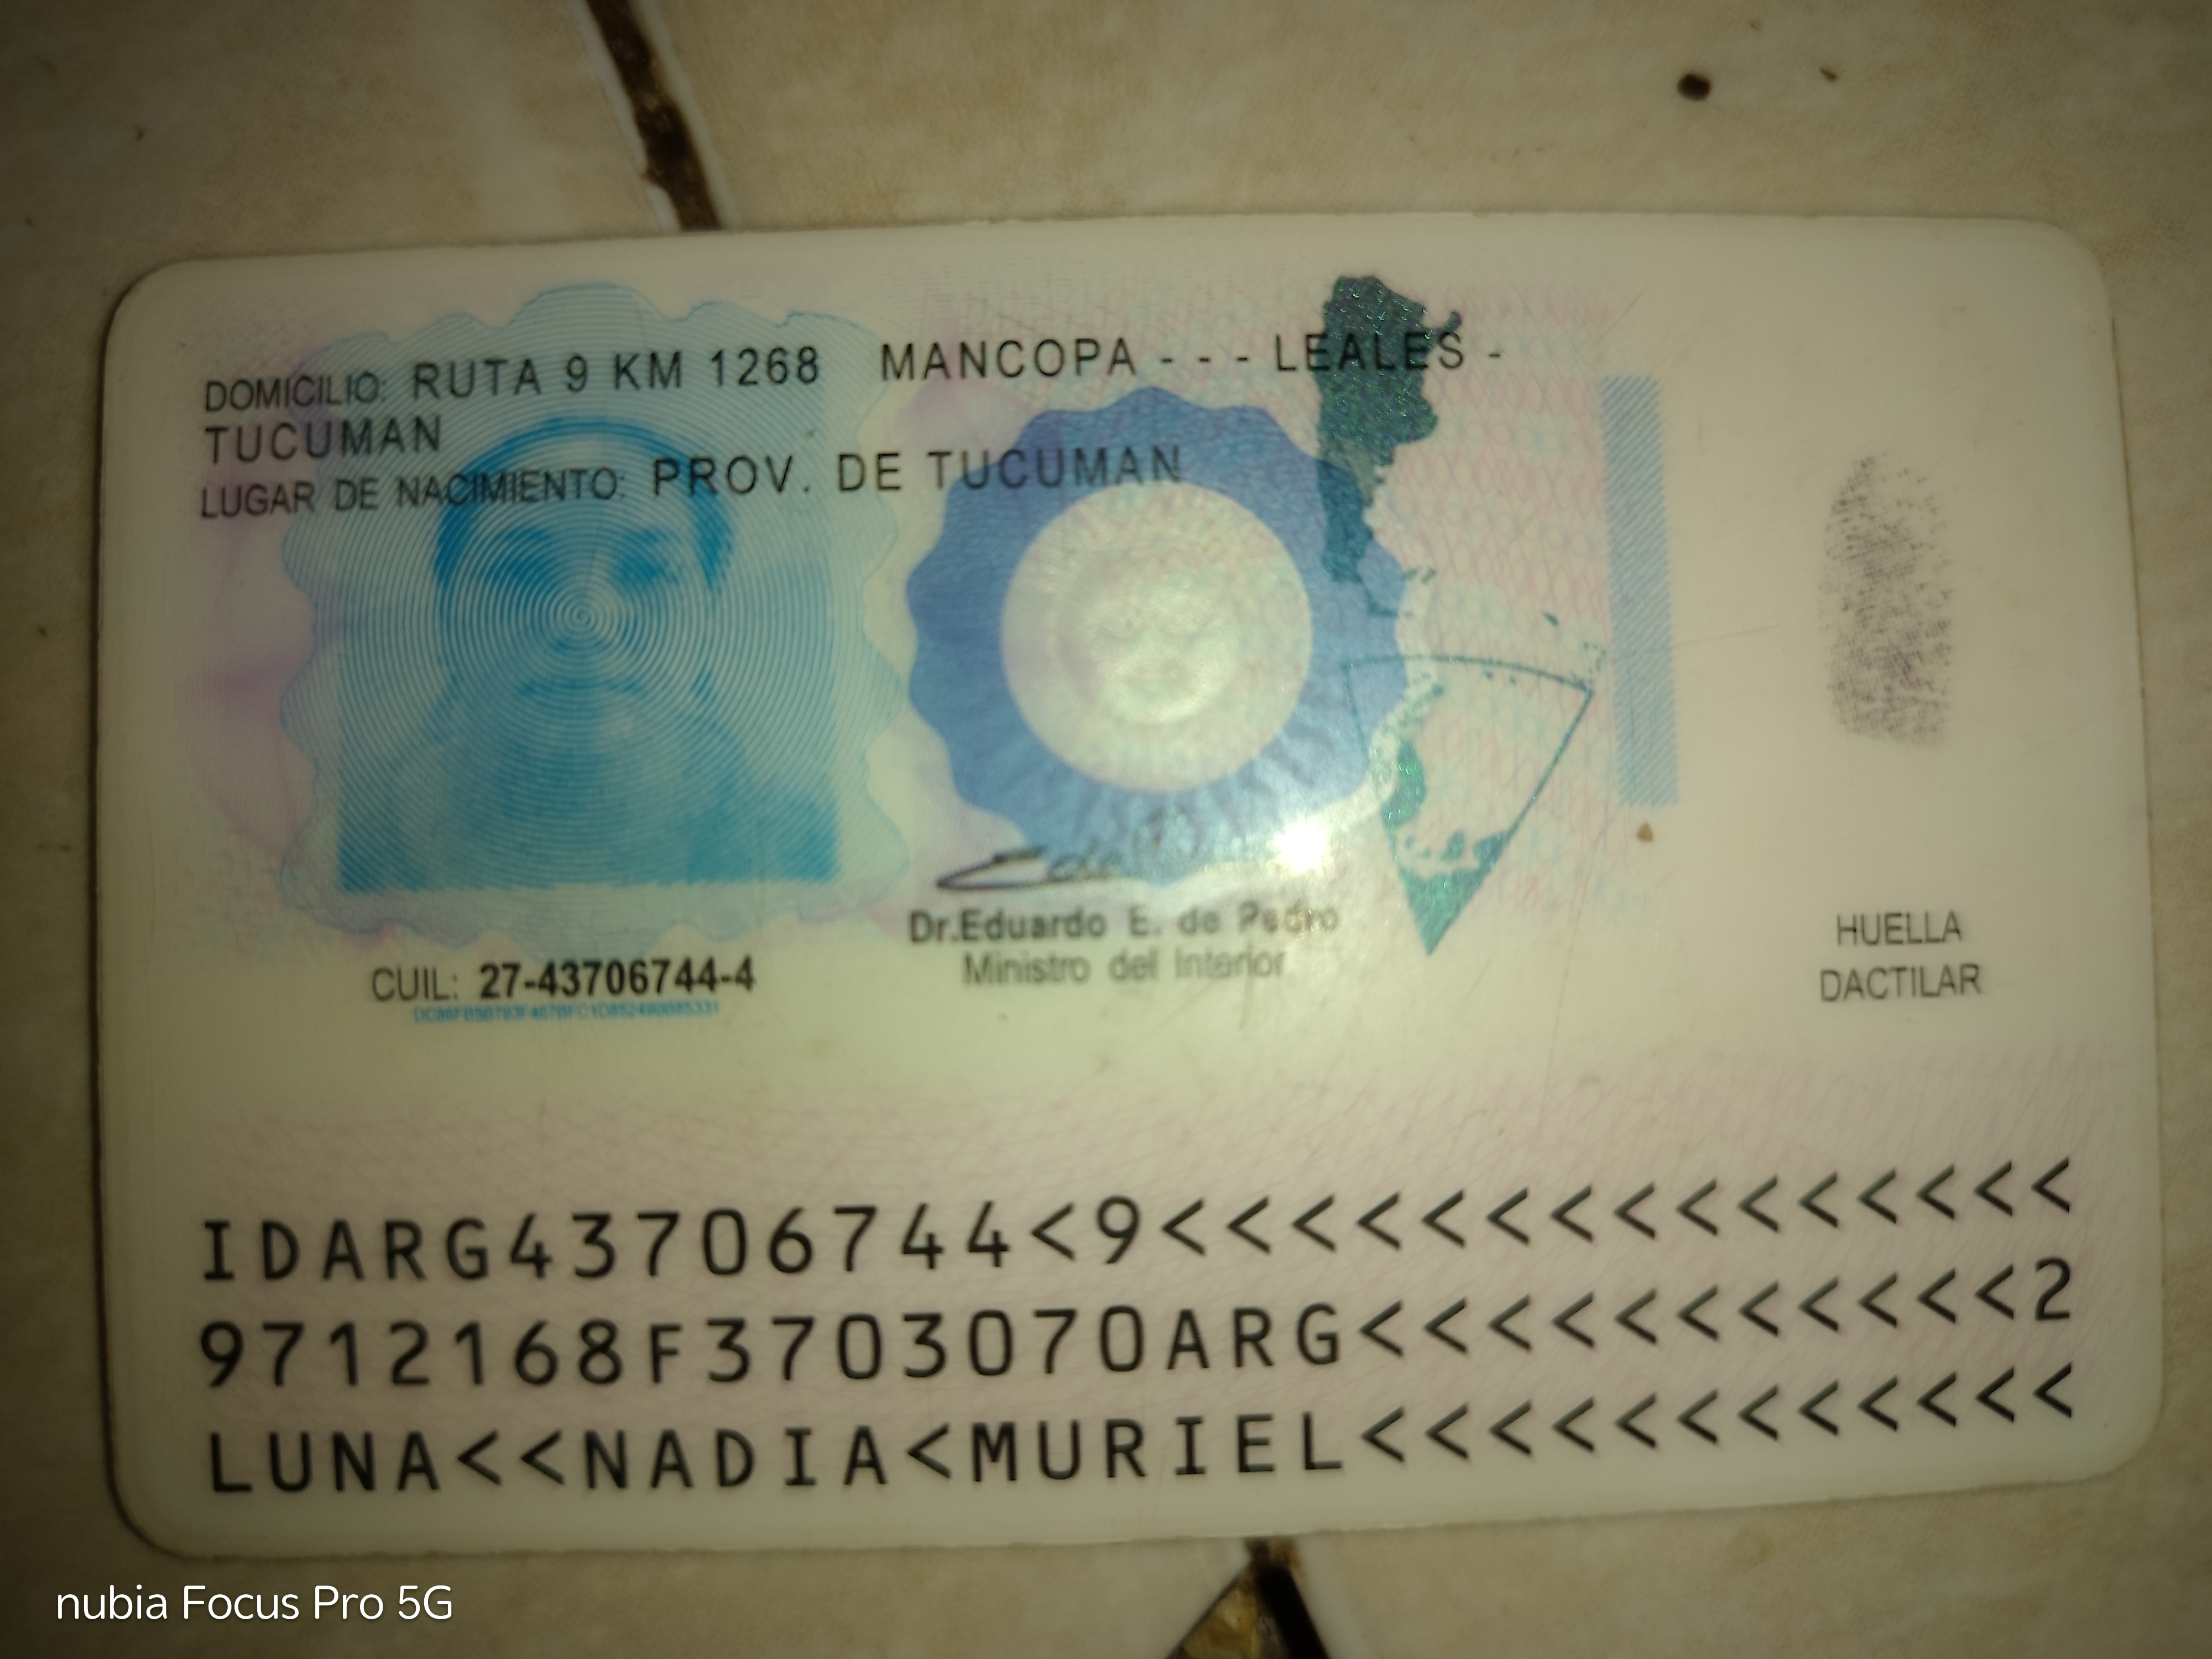 DOMICILIO: RUTA 9 KM 1268 MANCOPA - - - LEALES -
TUCUMAN
LUGAR DE NACIMIENTO: PROV. DE TUCUMAN
Dr.Eduardo E. de Pedro
Ministro del Interior
CUIL: 27-43706744-4
HUELLA
DACTILAR
IDARG43706744<9<<<<<<<<<<<<<<<
9712168F3703070ARG<<<<<<<<<<<2
LUNA<<NADIA<MURIEL<<<<<<<<<<<<
nubia Focus Pro 5G